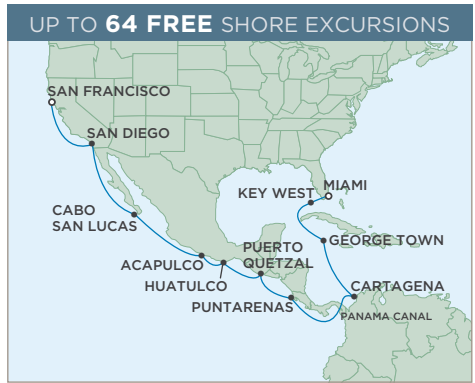 UP TO 64 FREE SHORE EXCURSIONS
SAN FRANCISCO
SAN DIEGO
MIAMI
KEY WEST
CABO
SAN LUCAS
GEORGE TOWN
PUERTO
QUETZAL
ACAPULCO
HUATULCO
CARTAGENA
PUNTARENAS
PANAMA CANAL